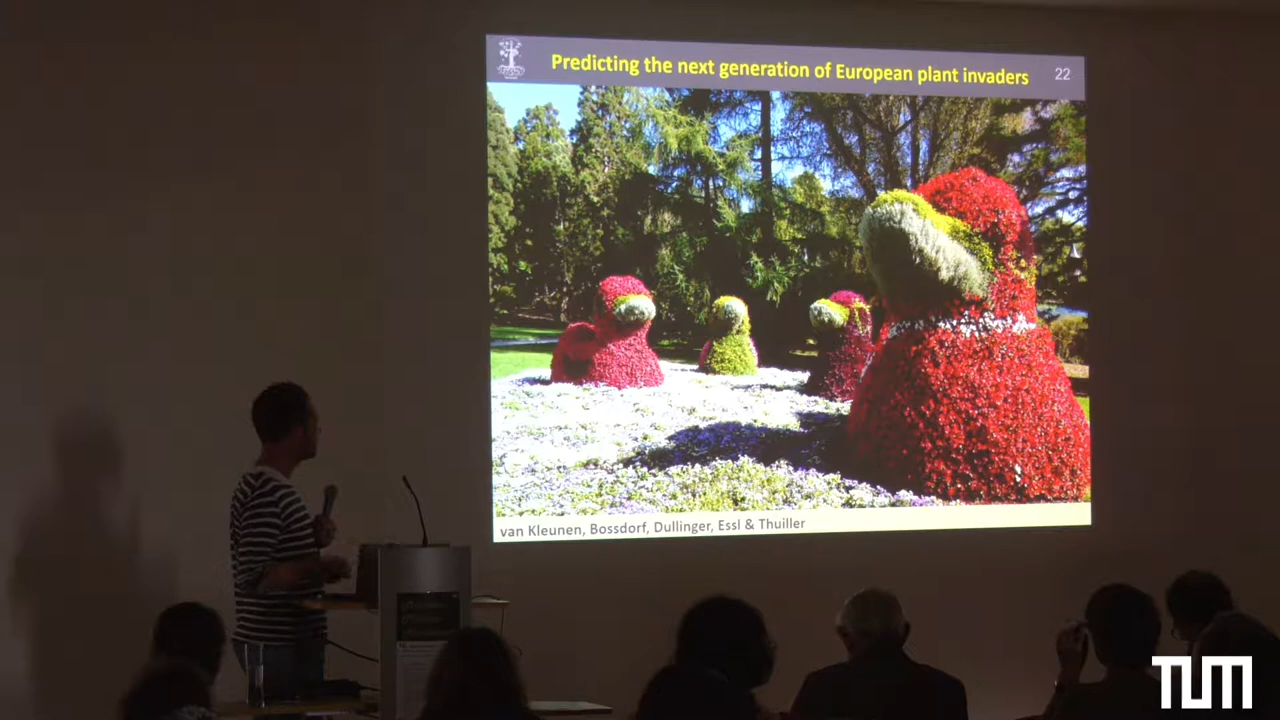 Predicting the next generation of European plant invaders
22
van Kleunen, Bossdorf, Dullinger, Essl & Thuiller
TUM